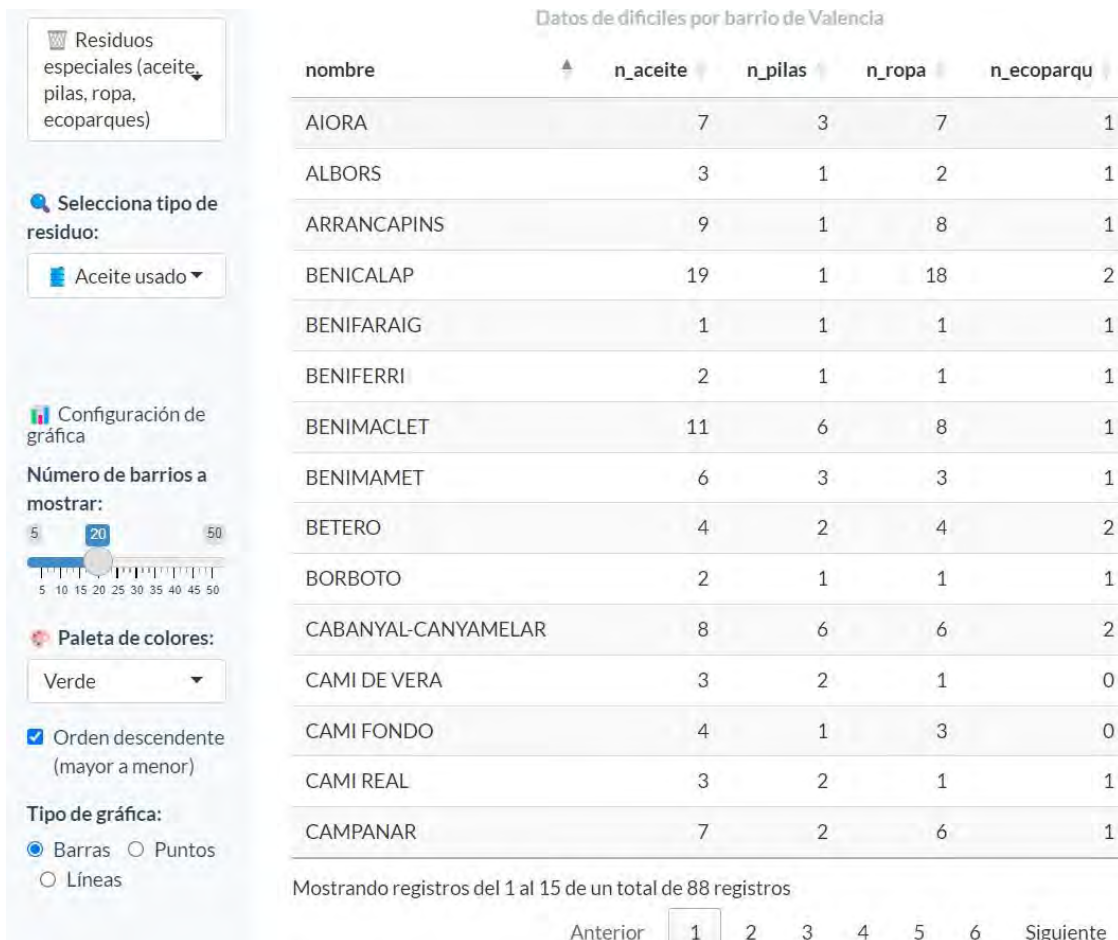 Residuos
especiales (aceite,
pilas, ropa,
ecoparques)
Selecciona tipo de
residuo:
Aceite usado
Configuración de
gráfica
Número de barrios a
mostrar:
5 20 50
5 10 15 20 25 30 35 40 45 50
Paleta de colores:
Verde
Orden descendente
(mayor a menor)
Tipo de gráfica:
Barras Puntos
Líneas
Datos de dificiles por barrio de Valencia
nombre n_aceite n_pilas n_ropa n_ecoparqu
AIORA 7 3 7 1
ALBORS 3 1 2 1
ARRANCAPINS 9 1 8 1
BENICALAP 19 1 18 2
BENIFARAIG 1 1 1 1
BENIFERRI 2 1 1 1
BENIMACLET 11 6 8 1
BENIMAMET 6 3 3 1
BETERO 4 2 4 2
BORBOTO 2 1 1 1
CABANYAL-CANYAMELAR 8 6 6 2
CAMI DE VERA 3 2 1 0
CAMI FONDO 4 1 3 0
CAMI REAL 3 2 1 1
CAMPANAR 7 2 6 1
Mostrando registros del 1 al 15 de un total de 88 registros
Anterior 1 2 3 4 5 6 Siguiente